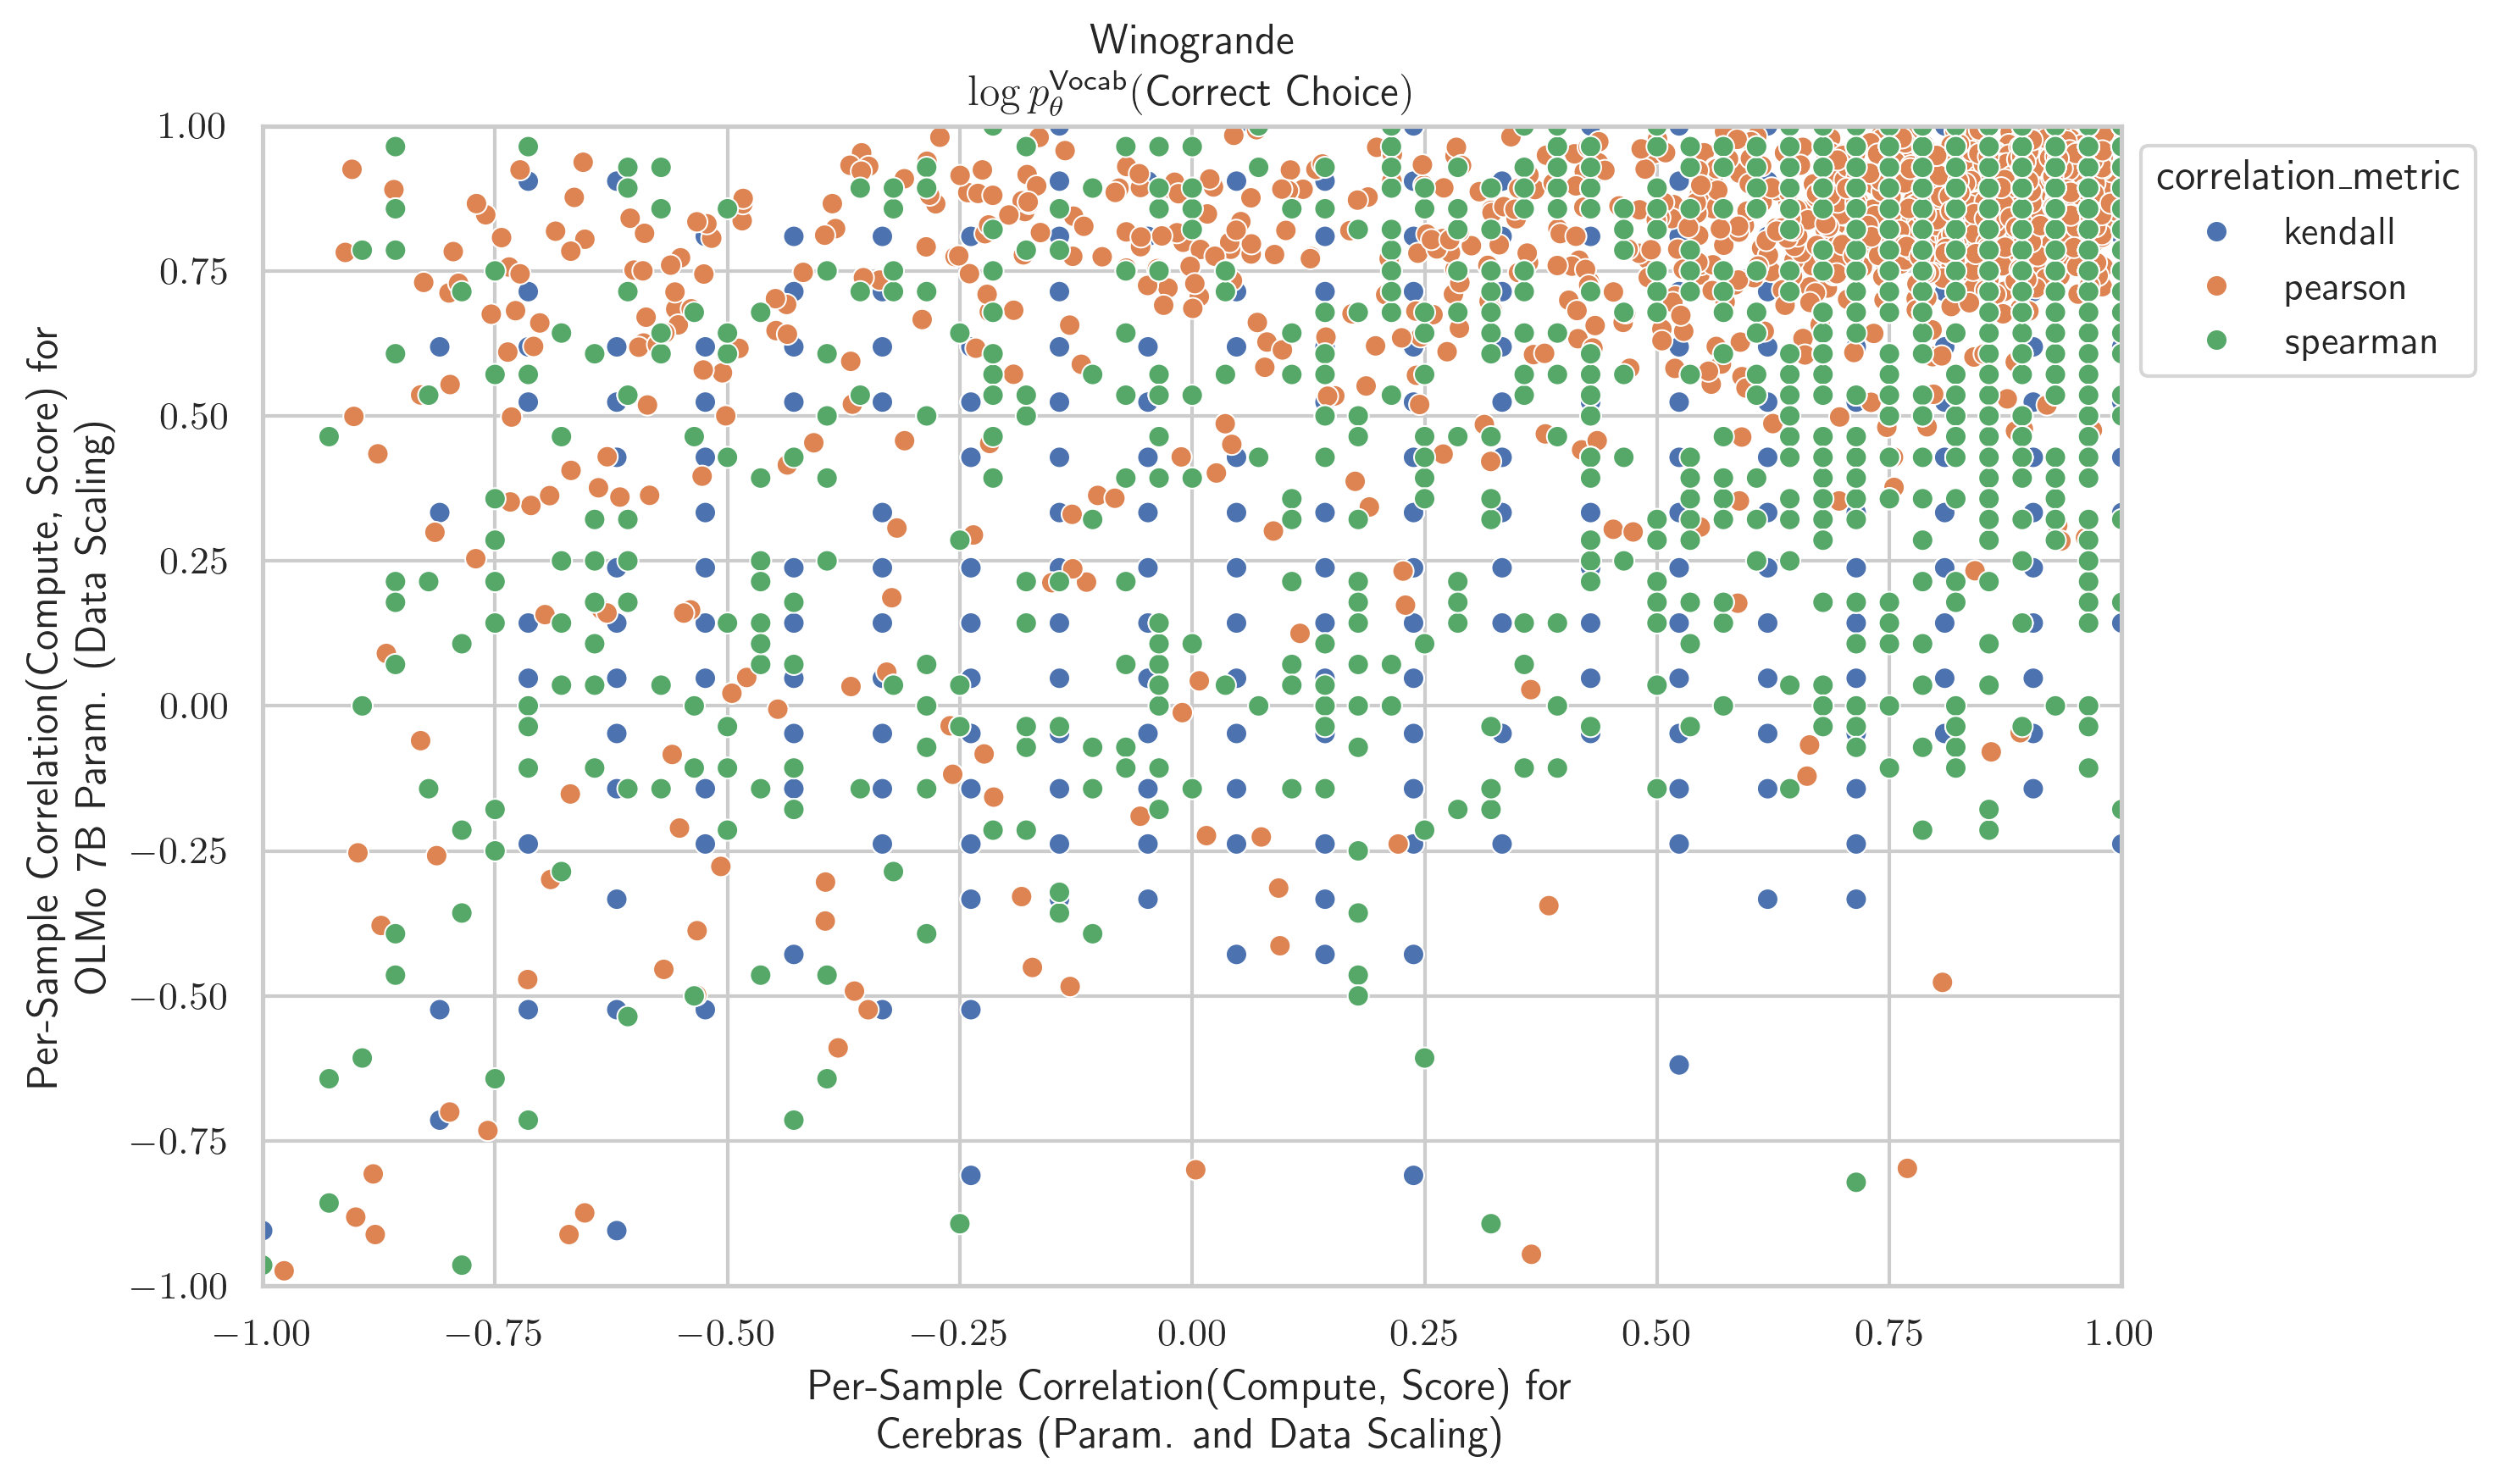 Winogrande
log p_θ^Vocab(Correct Choice)
Per-Sample Correlation(Compute, Score) for
OLMo 7B Param. (Data Scaling)
1.00
0.75
0.50
0.25
0.00
−0.25
−0.50
−0.75
−1.00
−1.00 −0.75 −0.50 −0.25 0.00 0.25 0.50 0.75 1.00
Per-Sample Correlation(Compute, Score) for
Cerebras (Param. and Data Scaling)
correlation_metric
kendall
pearson
spearman